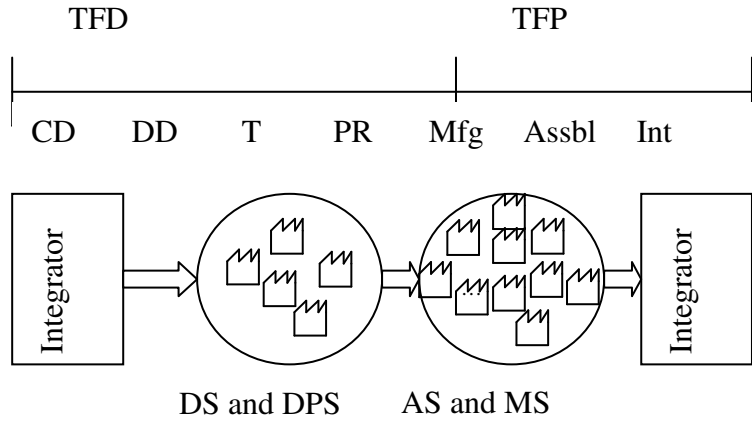 TFD TFP
CD DD T PR Mfg Assbl Int
Integrator
...
Integrator
DS and DPS AS and MS